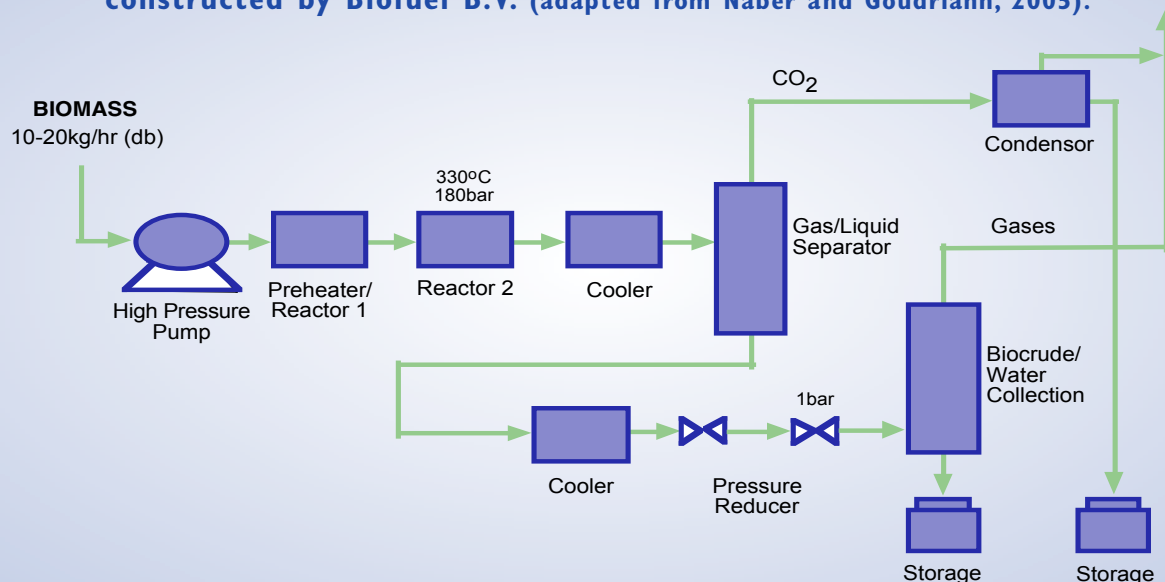 constructed by Biofuel B.V. (adapted from Naber and Goudriann, 2005).
BIOMASS
10-20kg/hr (db)
High Pressure
Pump
Preheater/
Reactor 1
330ºC
180bar
Reactor 2
Cooler
CO2
Gas/Liquid
Separator
Condensor
Gases
Biocrude/
Water
Collection
Cooler
Pressure
Reducer
1bar
Storage
Storage